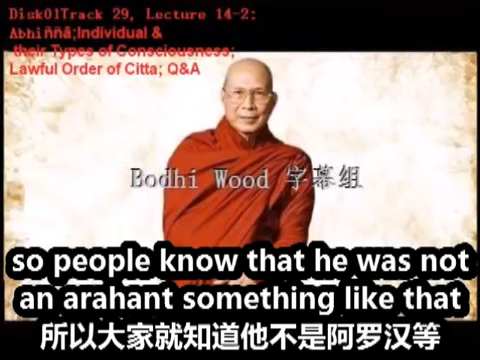 Disk01Track 29, Lecture 14-2:
Abhiññā;Individual &
their Types of Consciousness;
Lawful Order of Citta; Q&A
Bodhi Wood 字幕组
so people know that he was not
an arahant something like that
所以大家就知道他不是阿罗汉等